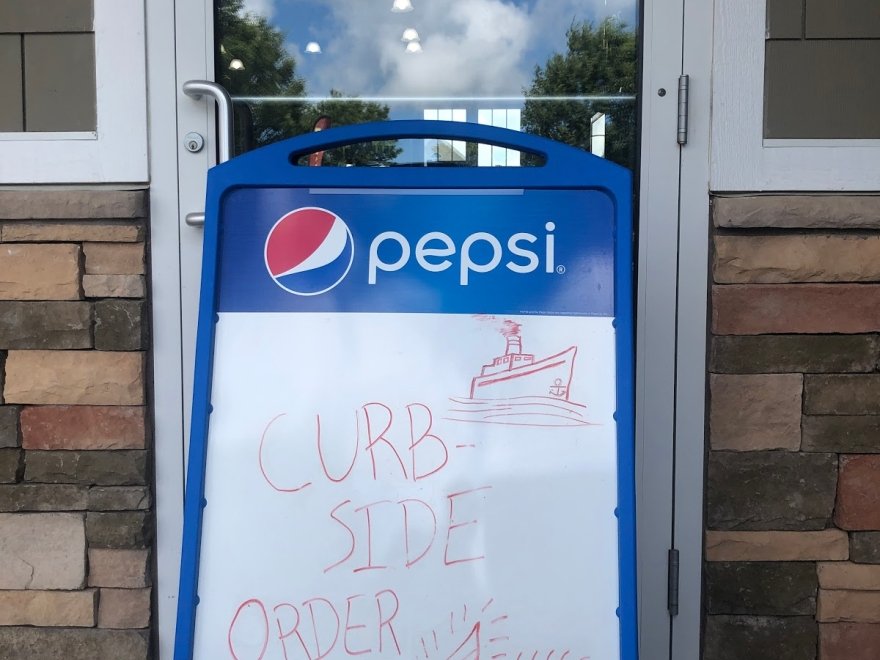 pepsi®
CURB-
SIDE
ORDER